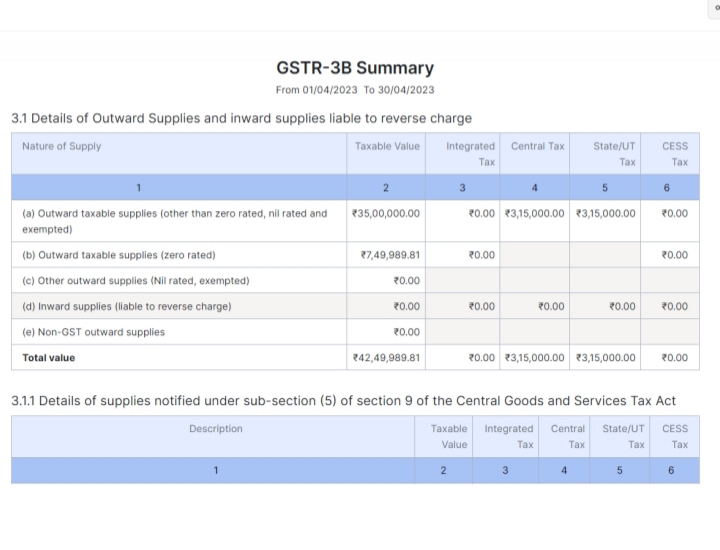 GSTR-3B Summary
From 01/04/2023 To 30/04/2023
3.1 Details of Outward Supplies and inward supplies liable to reverse charge
Nature of Supply Taxable Value Integrated Tax Central Tax State/UT Tax CESS Tax
1 2 3 4 5 6
(a) Outward taxable supplies (other than zero rated, nil rated and exempted) ₹35,00,000.00 ₹0.00 ₹3,15,000.00 ₹3,15,000.00 ₹0.00
(b) Outward taxable supplies (zero rated) ₹7,49,989.81 ₹0.00 ₹0.00
(c) Other outward supplies (Nil rated, exempted) ₹0.00
(d) Inward supplies (liable to reverse charge) ₹0.00 ₹0.00 ₹0.00 ₹0.00 ₹0.00
(e) Non-GST outward supplies ₹0.00
Total value ₹42,49,989.81 ₹0.00 ₹3,15,000.00 ₹3,15,000.00 ₹0.00
3.1.1 Details of supplies notified under sub-section (5) of section 9 of the Central Goods and Services Tax Act
Description Taxable Value Integrated Tax Central Tax State/UT Tax CESS Tax
1 2 3 4 5 6